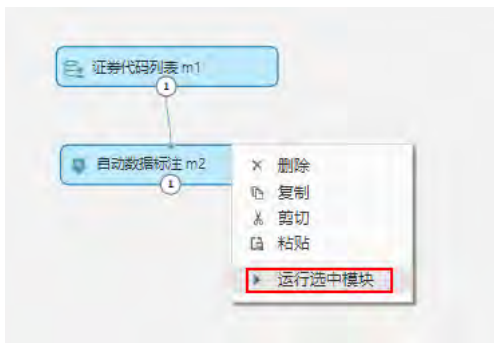 证券代码列表 m1
1
自动数据标注 m2
1
删除
复制
剪切
粘贴
运行选中模块